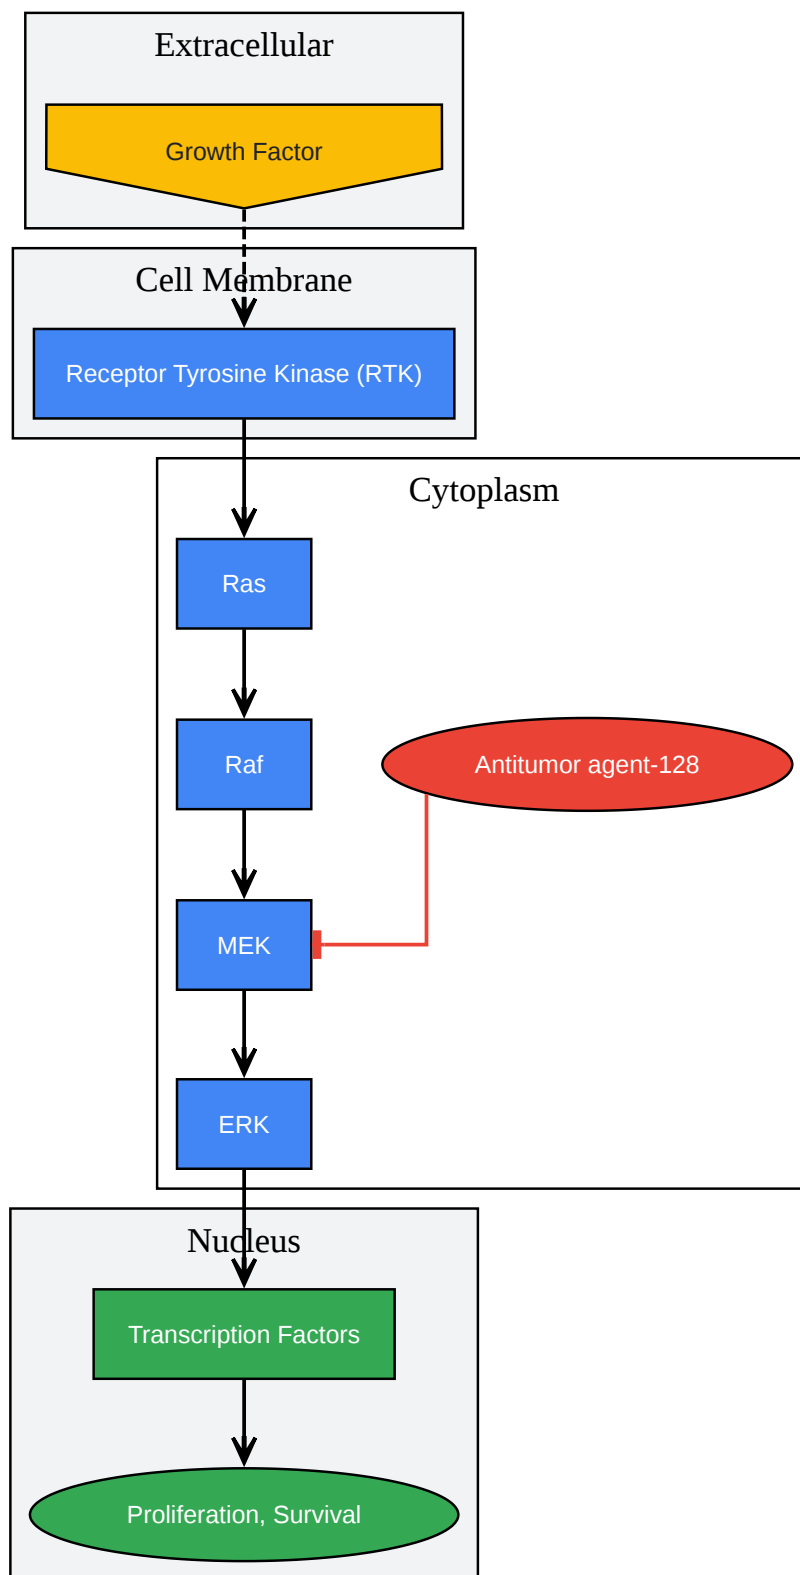 Extracellular
Growth Factor
Cell Membrane
Receptor Tyrosine Kinase (RTK)
Cytoplasm
Ras
Raf
Antitumor agent-128
MEK
ERK
Nucleus
Transcription Factors
Proliferation, Survival